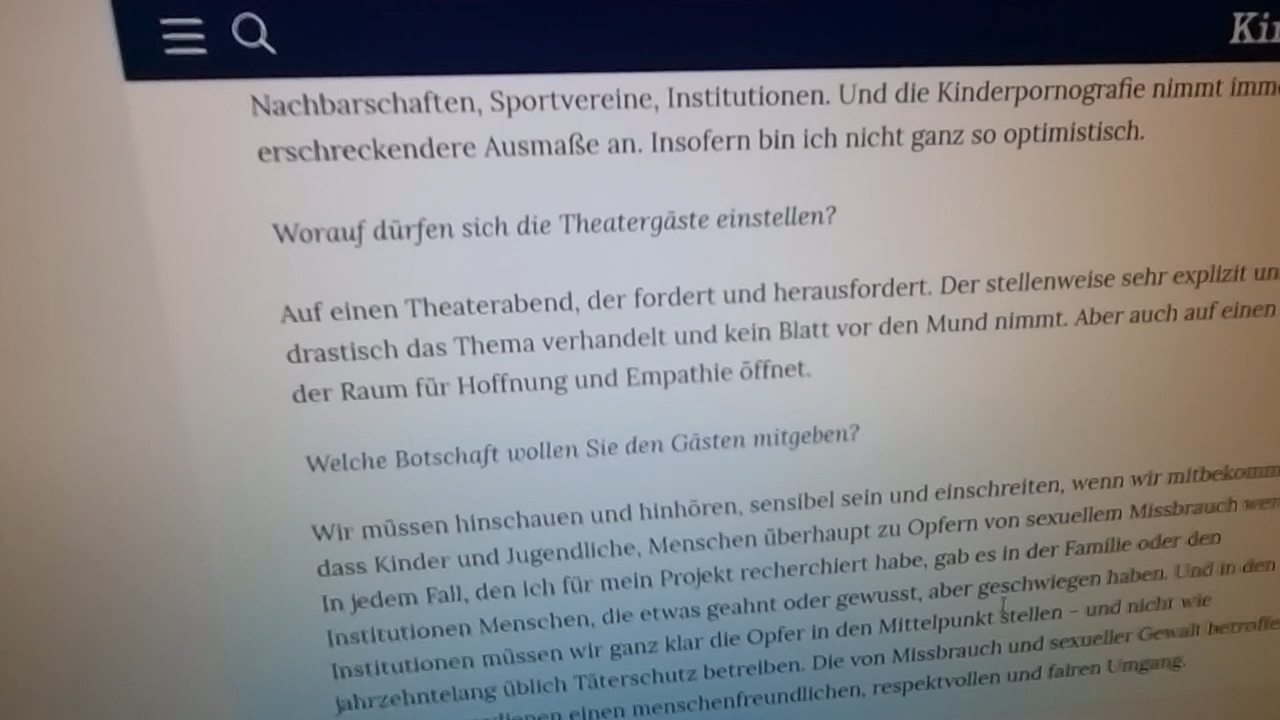 Kin
Nachbarschaften, Sportvereine, Institutionen. Und die Kinderpornografie nimmt imme
erschreckendere Ausmaße an. Insofern bin ich nicht ganz so optimistisch.
Worauf dürfen sich die Theatergäste einstellen?
Auf einen Theaterabend, der fordert und herausfordert. Der stellenweise sehr explizit un
drastisch das Thema verhandelt und kein Blatt vor den Mund nimmt. Aber auch auf einen
der Raum für Hoffnung und Empathie öffnet.
Welche Botschaft wollen Sie den Gästen mitgeben?
Wir müssen hinschauen und hinhören, sensibel sein und einschreiten, wenn wir mitbekomm
dass Kinder und Jugendliche, Menschen überhaupt zu Opfern von sexuellem Missbrauch wer
In jedem Fall, den ich für mein Projekt recherchiert habe, gab es in der Familie oder den
Institutionen Menschen, die etwas geahnt oder gewusst, aber geschwiegen haben. Und in den
Institutionen müssen wir ganz klar die Opfer in den Mittelpunkt stellen – und nicht wie
jahrzehntelang üblich Täterschutz betreiben. Die von Missbrauch und sexueller Gewalt betroffe
einen menschenfreundlichen, respektvollen und fairen Umgang.